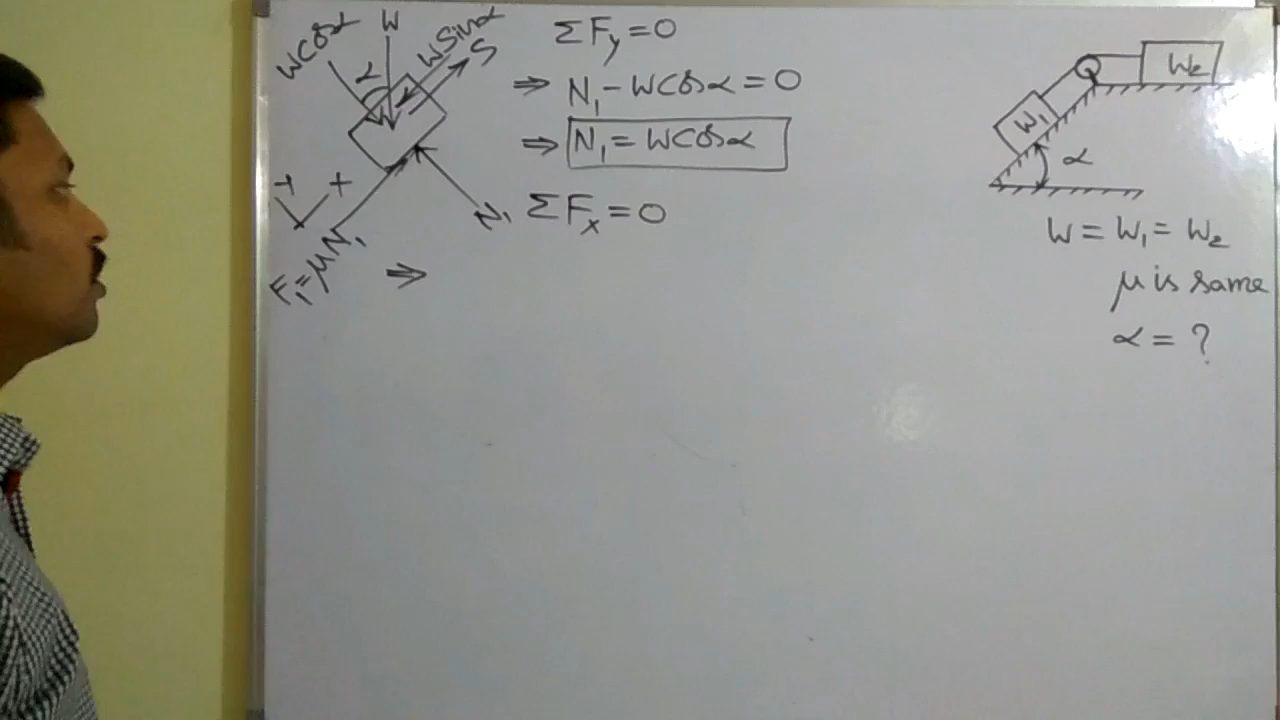 W
Wcosα
α
WSinα
S
+
+
F₁=μN₁
N₁
ΣFy=0
⇒ N₁-Wcosα=0
⇒ N₁=Wcosα
ΣFx=0
⇒
W₂
W₁
α
W=W₁=W₂
μ is same
α=?